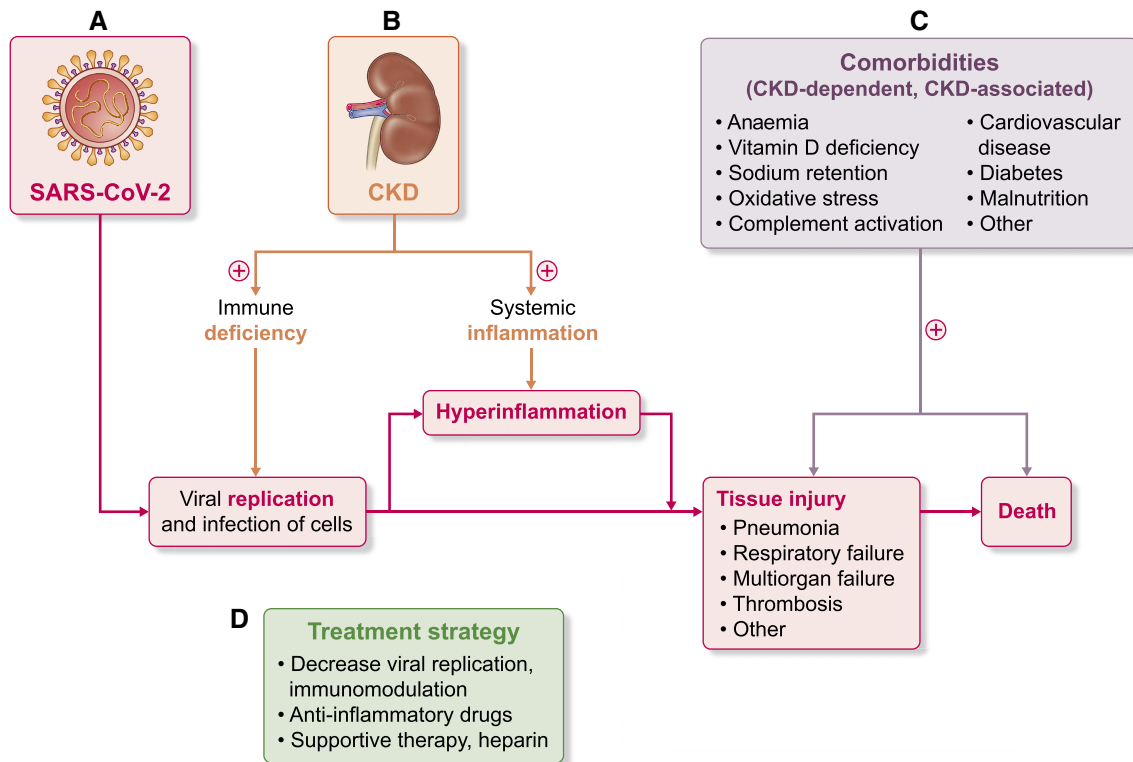 A
B
C
SARS-CoV-2
CKD
Comorbidities
(CKD-dependent, CKD-associated)
• Anaemia
• Vitamin D deficiency
• Sodium retention
• Oxidative stress
• Complement activation
• Cardiovascular
disease
• Diabetes
• Malnutrition
• Other
+
+
+
Immune
deficiency
Systemic
inflammation
Hyperinflammation
Viral replication
and infection of cells
Tissue injury
• Pneumonia
• Respiratory failure
• Multiorgan failure
• Thrombosis
• Other
Death
D
Treatment strategy
• Decrease viral replication,
immunomodulation
• Anti-inflammatory drugs
• Supportive therapy, heparin